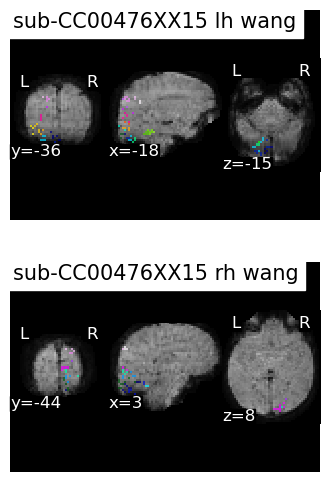 sub-CC00476XX15 lh wang
L R L R
y=-36 x=-18 z=-15
sub-CC00476XX15 rh wang
L R L R
y=-44 x=3 z=8